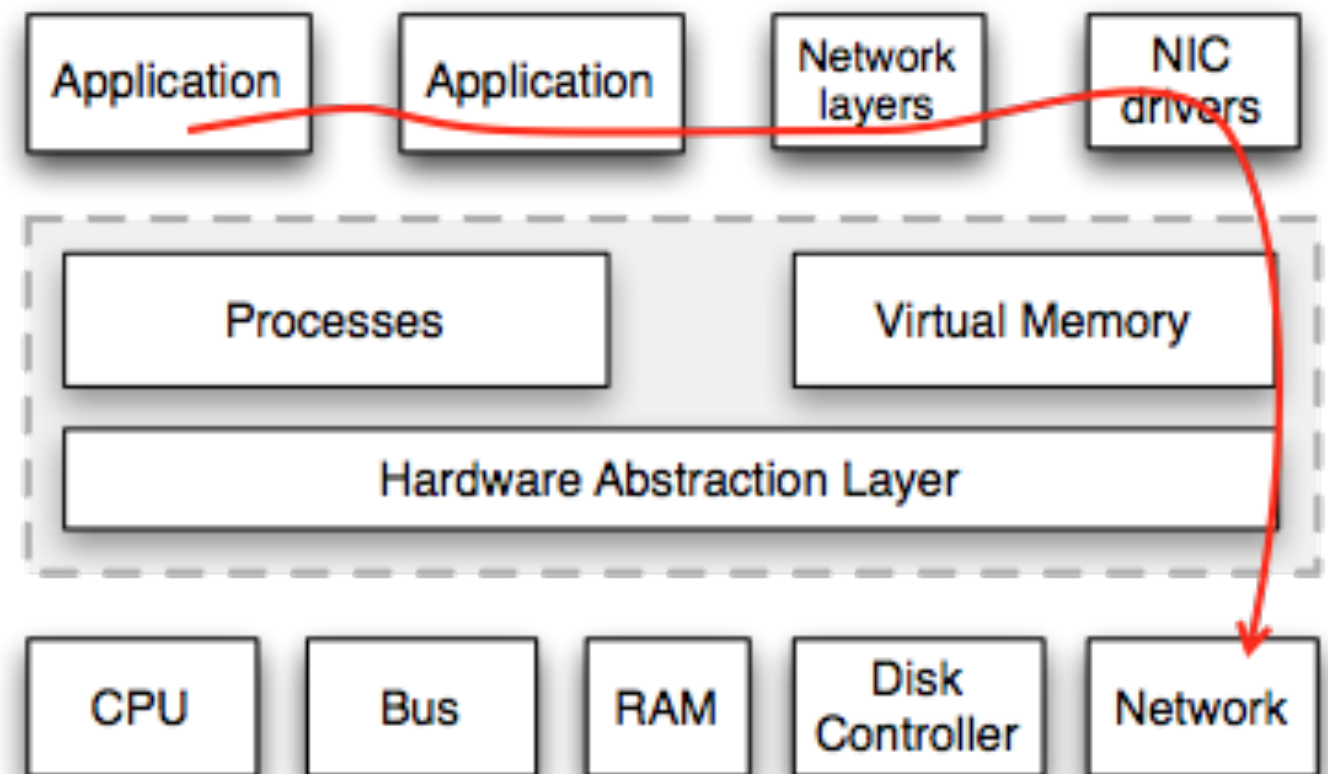 Application
Application
Network
layers
NIC
drivers
Processes
Virtual Memory
Hardware Abstraction Layer
CPU
Bus
RAM
Disk
Controller
Network